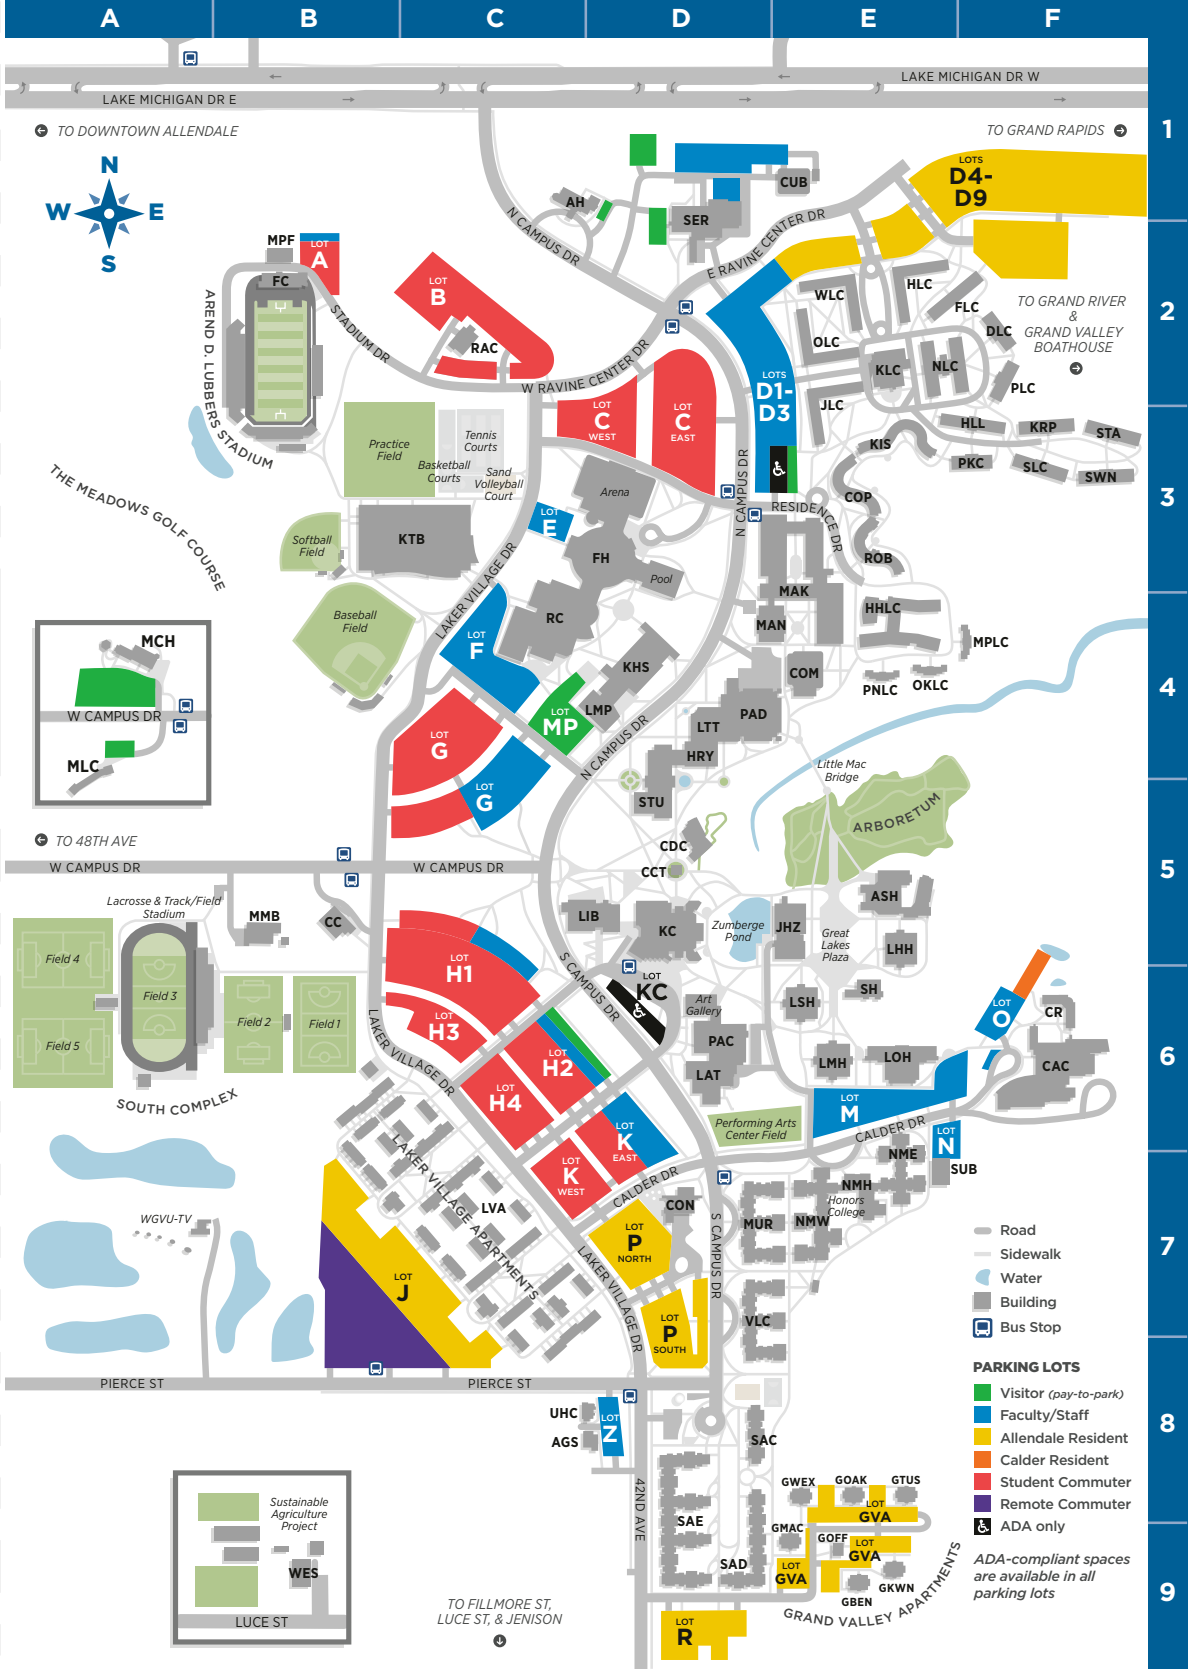 A B C D E F
LAKE MICHIGAN DR W
LAKE MICHIGAN DR E
TO DOWNTOWN ALLENDALE
TO GRAND RAPIDS
1
N
W E
S
LOTS
D4-
D9
CUB
AH
SER
N CAMPUS DR
E RAVINE CENTER DR
MPF
LOT
A
FC
AREND D. LUBBERS STADIUM
STADIUM DR
LOT
B
RAC
W RAVINE CENTER DR
WLC
HLC
FLC
OLC
DLC
KLC
NLC
PLC
JLC
TO GRAND RIVER
&
GRAND VALLEY
BOATHOUSE
2
LOTS
D1-
D3
LOT
C
WEST
LOT
C
EAST
HLL
KRP
STA
KIS
PKC
SLC
SWN
Practice
Field
Tennis
Courts
Basketball
Courts
Sand
Volleyball
Court
THE MEADOWS GOLF COURSE
Arena
N CAMPUS DR
RESIDENCE DR
COP
3
LOT
E
KTB
Softball
Field
FH
Pool
ROB
LAKER VILLAGE DR
MAK
HHLC
Baseball
Field
RC
MAN
MPLC
LOT
F
MCH
W CAMPUS DR
MLC
KHS
COM
PNLC
OKLC
4
LMP
LOT
MP
PAD
LTT
LOT
G
N CAMPUS DR
HRY
Little Mac
Bridge
LOT
G
STU
ARBORETUM
TO 48TH AVE
W CAMPUS DR
W CAMPUS DR
CDC
CCT
5
Lacrosse & Track/Field
Stadium
MMB
CC
LIB
KC
Zumberge
Pond
JHZ
ASH
Great
Lakes
Plaza
LHH
Field 4
Field 3
Field 2
Field 1
Field 5
LOT
H1
S CAMPUS DR
LOT
KC
Art
Gallery
LSH
SH
LOT
O
CR
LOT
H3
LAKER VILLAGE DR
LOT
H2
PAC
LAT
LMH
LOH
CAC
6
SOUTH COMPLEX
LOT
H4
LOT
M
CALDER DR
LOT
N
Performing Arts
Center Field
LOT
K
EAST
LOT
K
WEST
NME
SUB
LAKER VILLAGE APARTMENTS
LVA
CALDER DR
CON
NMH
Honors
College
NMW
MUR
WGVU-TV
LOT
P
NORTH
S CAMPUS DR
LAKER VILLAGE DR
7
LOT
J
LOT
P
SOUTH
VLC
Road
Sidewalk
Water
Building
Bus Stop
PARKING LOTS
Visitor (pay-to-park)
Faculty/Staff
Allendale Resident
Calder Resident
Student Commuter
Remote Commuter
ADA only
ADA-compliant spaces
are available in all
parking lots
PIERCE ST
PIERCE ST
8
UHC
AGS
LOT
Z
SAC
42ND AVE
GWEX
GOAK
GTUS
LOT
GVA
SAE
GMAC
GOFF
LOT
GVA
SAD
LOT
GVA
GKWN
GBEN
GRAND VALLEY APARTMENTS
Sustainable
Agriculture
Project
WES
LUCE ST
TO FILLMORE ST,
LUCE ST, & JENISON
LOT
R
9